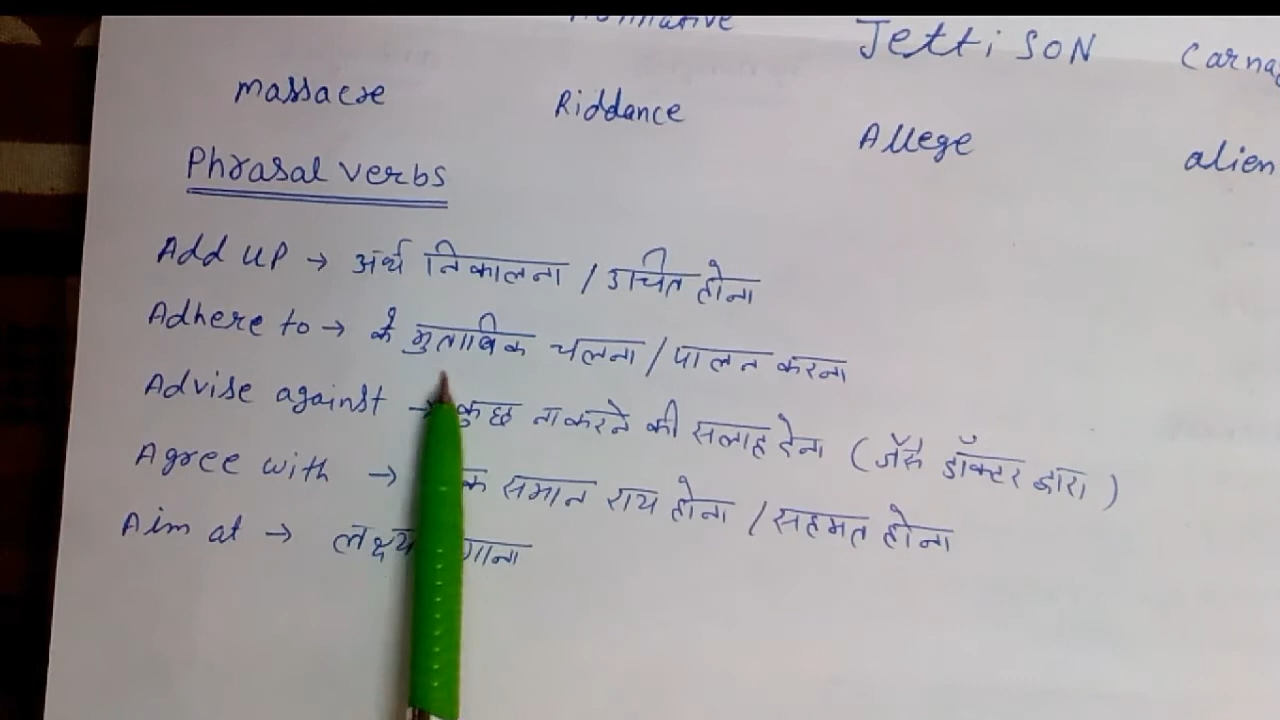 JettiSON
massacre Riddance Allege alien
Phrasal verbs
Add up → अर्थ निकालना / उचित होना
Adhere to → के मुताबिक चलना / पालन करना
Advise against → कुछ ना करने की सलाह देना (जैसे डॉक्टर द्वारा)
Agree with → समान राय होना / सहमत होना
Aim at → लक्ष्य